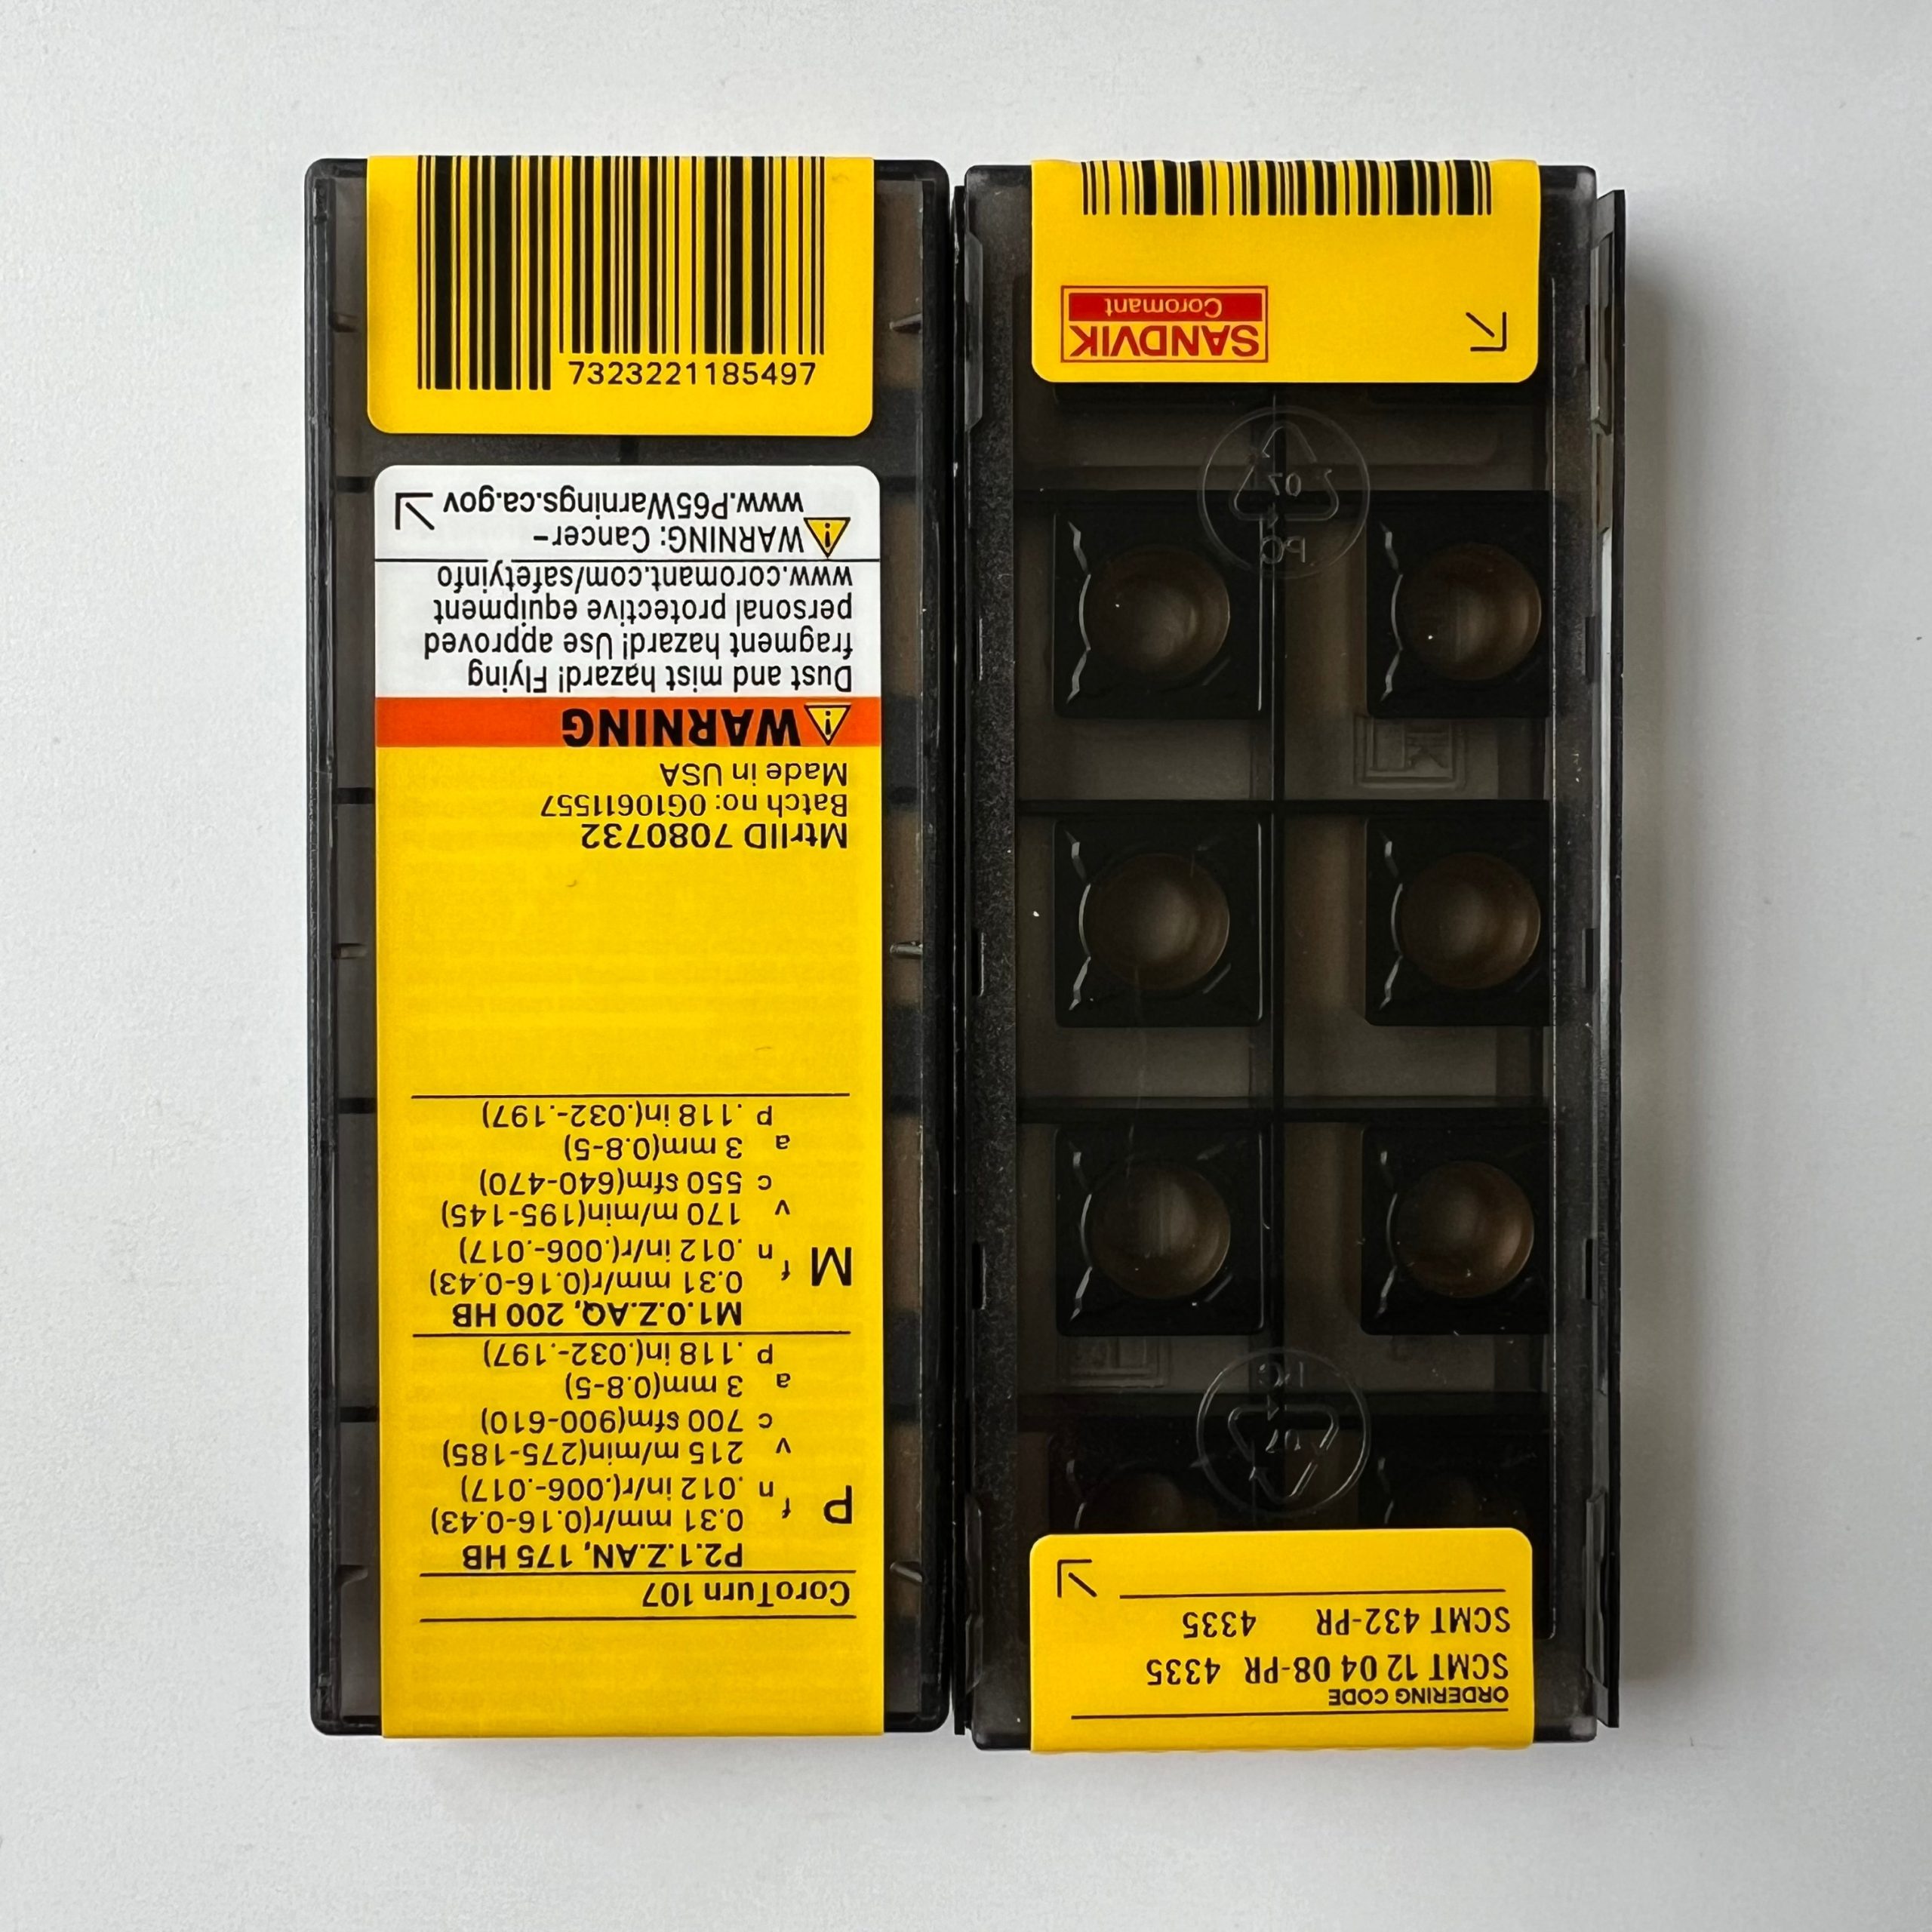 7323221185497
CoroTurn 107
P2.1.Z.AN, 175 HB
P
f n 0.31 mm/r(0.16-0.43)
.012 in/r(.006-.017)
v c 215 m/min(275-185)
700 sfm(900-610)
a p 3 mm(0.8-5)
.118 in(.032-.197)
M1.0.Z.AQ, 200 HB
M
f n 0.31 mm/r(0.16-0.43)
.012 in/r(.006-.017)
v c 170 m/min(195-145)
550 sfm(640-470)
a p 3 mm(0.8-5)
.118 in(.032-.197)
MtrlID 7080732
Batch no: 0G10611557
Made in USA
WARNING
Dust and mist hazard! Flying
fragment hazard! Use approved
personal protective equipment
www.coromant.com/safetyinfo
WARNING: Cancer-
www.P65Warnings.ca.gov
ORDERING CODE
SCMT 12 04 08-PR 4335
SCMT 432-PR 4335
07
PC
07
PC
SANDVIK
Coromant